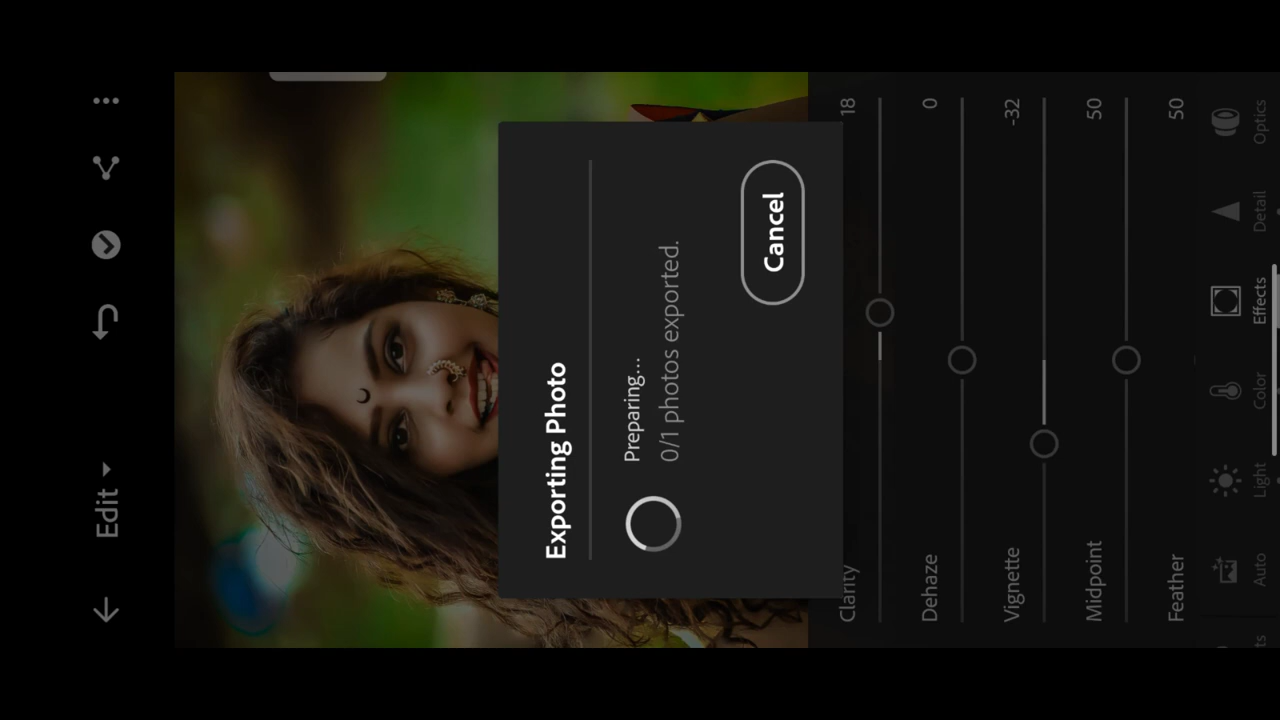 Edit
Exporting Photo
Preparing...
0/1 photos exported.
Cancel
Clarity 18
Dehaze 0
Vignette -32
Midpoint 50
Feather 50
ts
Auto
Light
Color
Effects
Detail
Optics